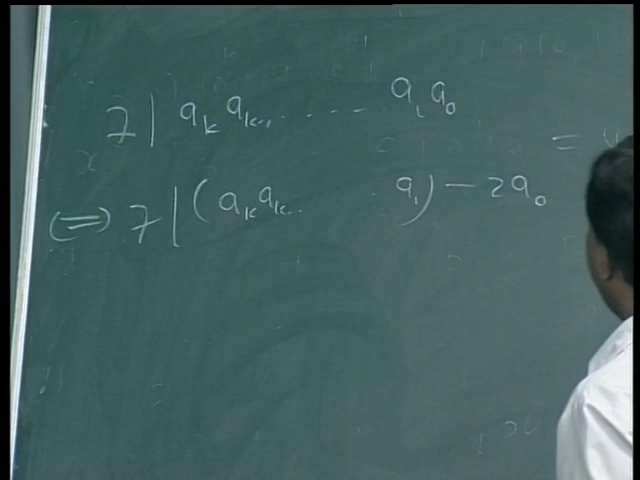 7 | a_k a_{k-1} ..... a_1 a_0
=
(⇔) 7 | (a_k a_{k-1} .. . a_1) - 2a_0